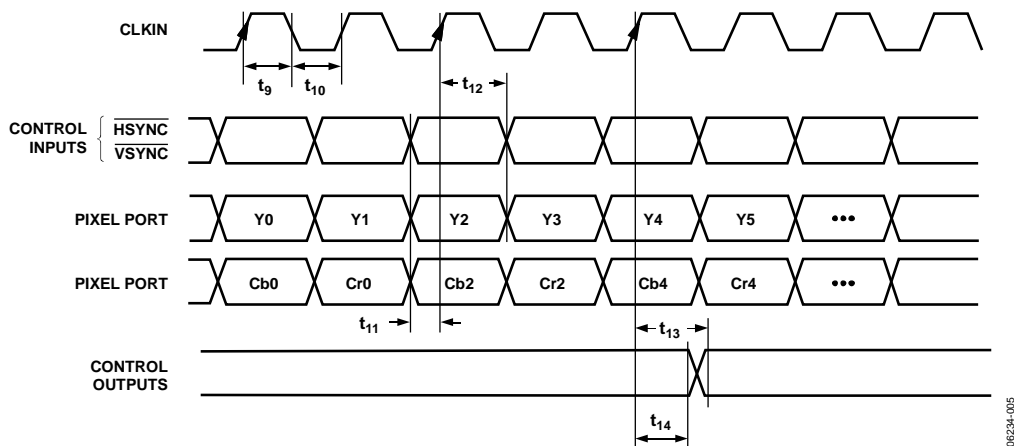 CLKIN
t9 t10
t12
CONTROL INPUTS
HSYNC
VSYNC
PIXEL PORT Y0 Y1 Y2 Y3 Y4 Y5 •••
PIXEL PORT Cb0 Cr0 Cb2 Cr2 Cb4 Cr4 •••
t11
t13
CONTROL OUTPUTS
t14
06234-005